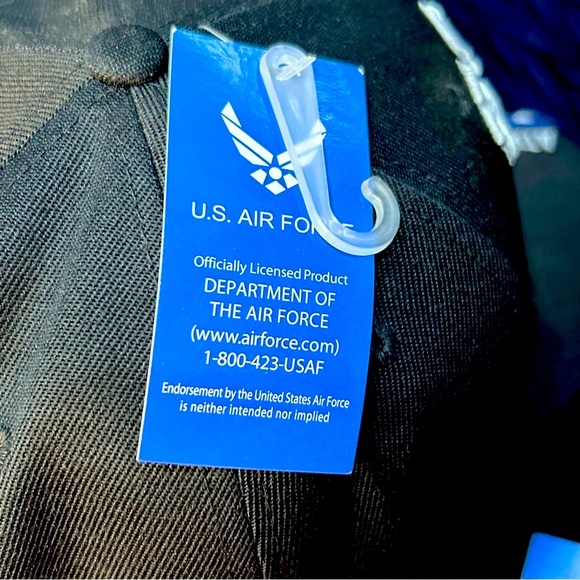 U.S. AIR FORCE
Officially Licensed Product
DEPARTMENT OF
THE AIR FORCE
(www.airforce.com)
1-800-423-USAF
Endorsement by the United States Air Force
is neither intended nor implied